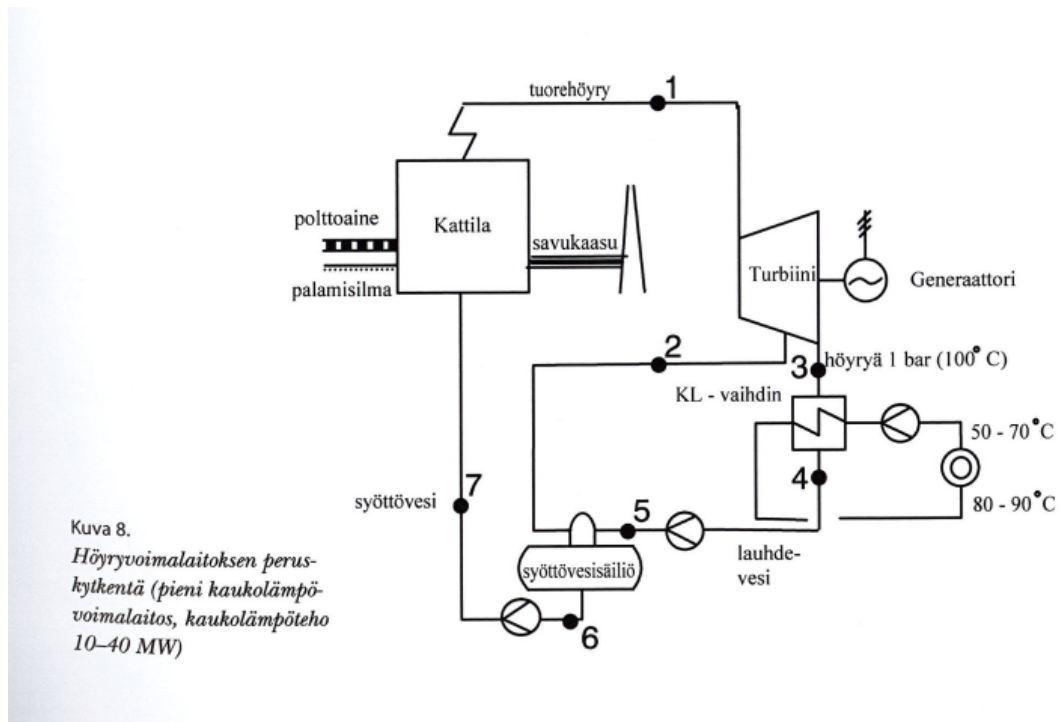 tuorehöyry
1
polttoaine
Kattila
savukaasu
palamisilma
Turbiini
Generaattori
2
3
höyryä 1 bar (100°C)
KL - vaihdin
50 - 70°C
4
80 - 90°C
7
syöttövesi
5
lauhde-
vesi
syöttövesisäiliö
6
Kuva 8.
Höyryvoimalaitoksen perus-
kytkentä (pieni kaukolämpö-
voimalaitos, kaukolämpöteho
10–40 MW)